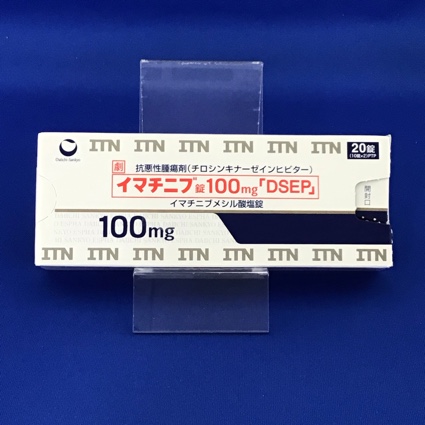 ITN ITN ITN ITN ITN ITN
Daiichi-Sankyo
20錠
(10錠×2)PTP
劇 抗悪性腫瘍剤(チロシンキナーゼインヒビター)
イマチニブ錠100mg「DSEP」
イマチニブメシル酸塩錠
開封口
100mg
ITN ITN ITN ITN ITN ITN ITN